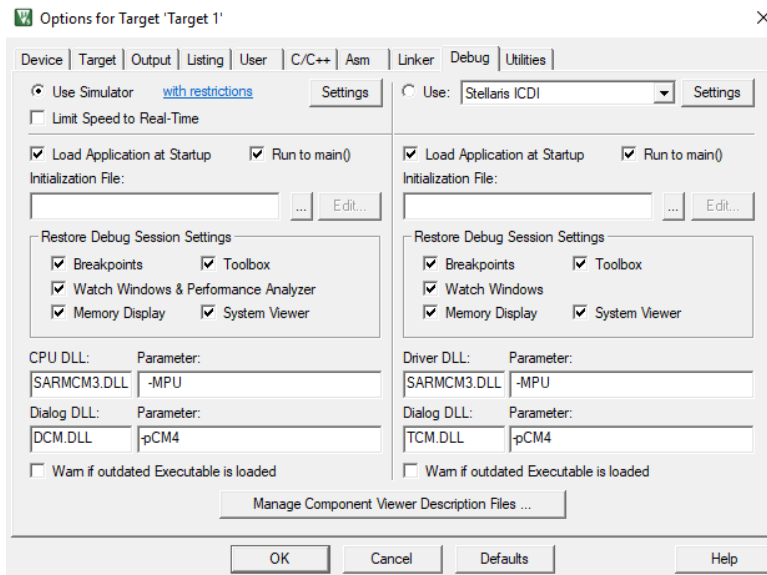 Options for Target 'Target 1'
Device Target Output Listing User C/C++ Asm Linker Debug Utilities
Use Simulator with restrictions Settings
Limit Speed to Real-Time
Use: Stellaris ICDI Settings
Load Application at Startup Run to main()
Initialization File:
... Edit...
Restore Debug Session Settings
Breakpoints Toolbox
Watch Windows & Performance Analyzer
Memory Display System Viewer
CPU DLL: Parameter:
SARMCM3.DLL -MPU
Dialog DLL: Parameter:
DCM.DLL -pCM4
Warn if outdated Executable is loaded
Load Application at Startup Run to main()
Initialization File:
... Edit...
Restore Debug Session Settings
Breakpoints Toolbox
Watch Windows
Memory Display System Viewer
Driver DLL: Parameter:
SARMCM3.DLL -MPU
Dialog DLL: Parameter:
TCM.DLL -pCM4
Warn if outdated Executable is loaded
Manage Component Viewer Description Files ...
OK Cancel Defaults Help